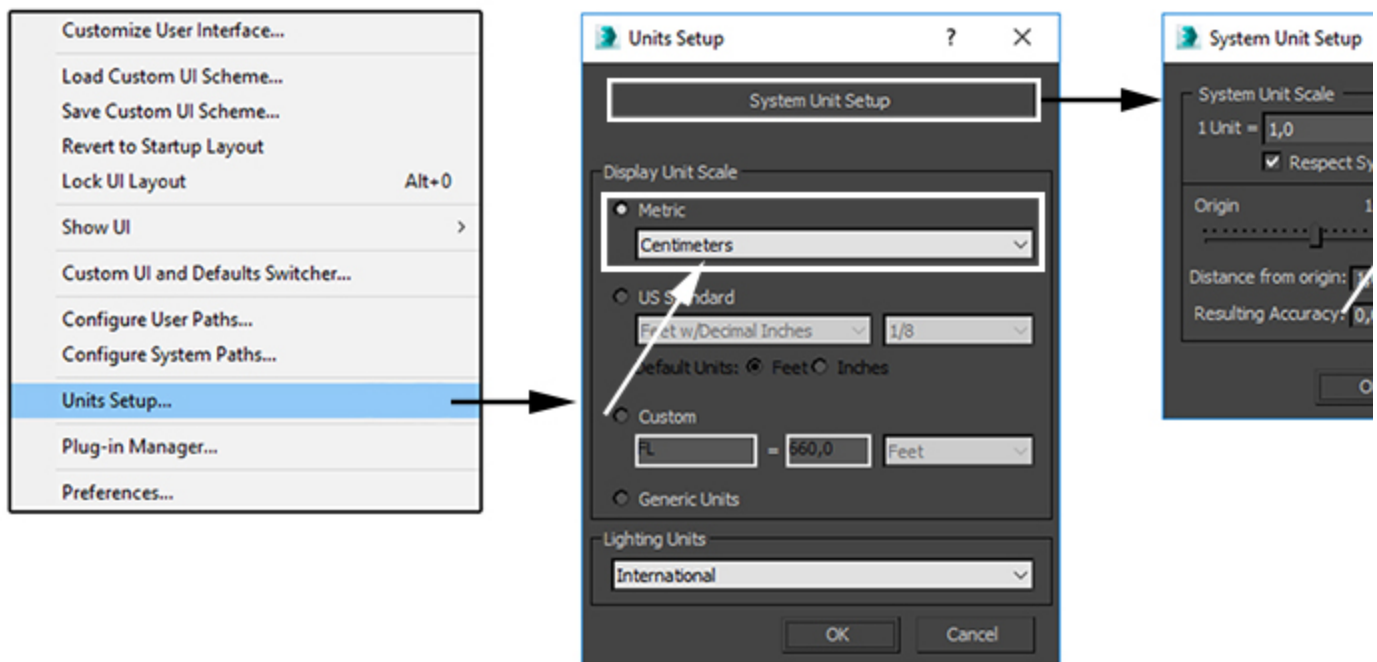 Customize User Interface...
Load Custom UI Scheme...
Save Custom UI Scheme...
Revert to Startup Layout
Lock UI Layout Alt+0
Show UI >
Custom UI and Defaults Switcher...
Configure User Paths...
Configure System Paths...
Units Setup...
Plug-in Manager...
Preferences...
Units Setup ? X
System Unit Setup
Display Unit Scale
Metric
Centimeters
US Standard
Feet w/Decimal Inches 1/8
Default Units: Feet Inches
Custom
FL = 660,0 Feet
Generic Units
Lighting Units
International
OK Cancel
System Unit Setup
System Unit Scale
1 Unit = 1,0
Respect
Origin
Distance from origin:
Resulting Accuracy: